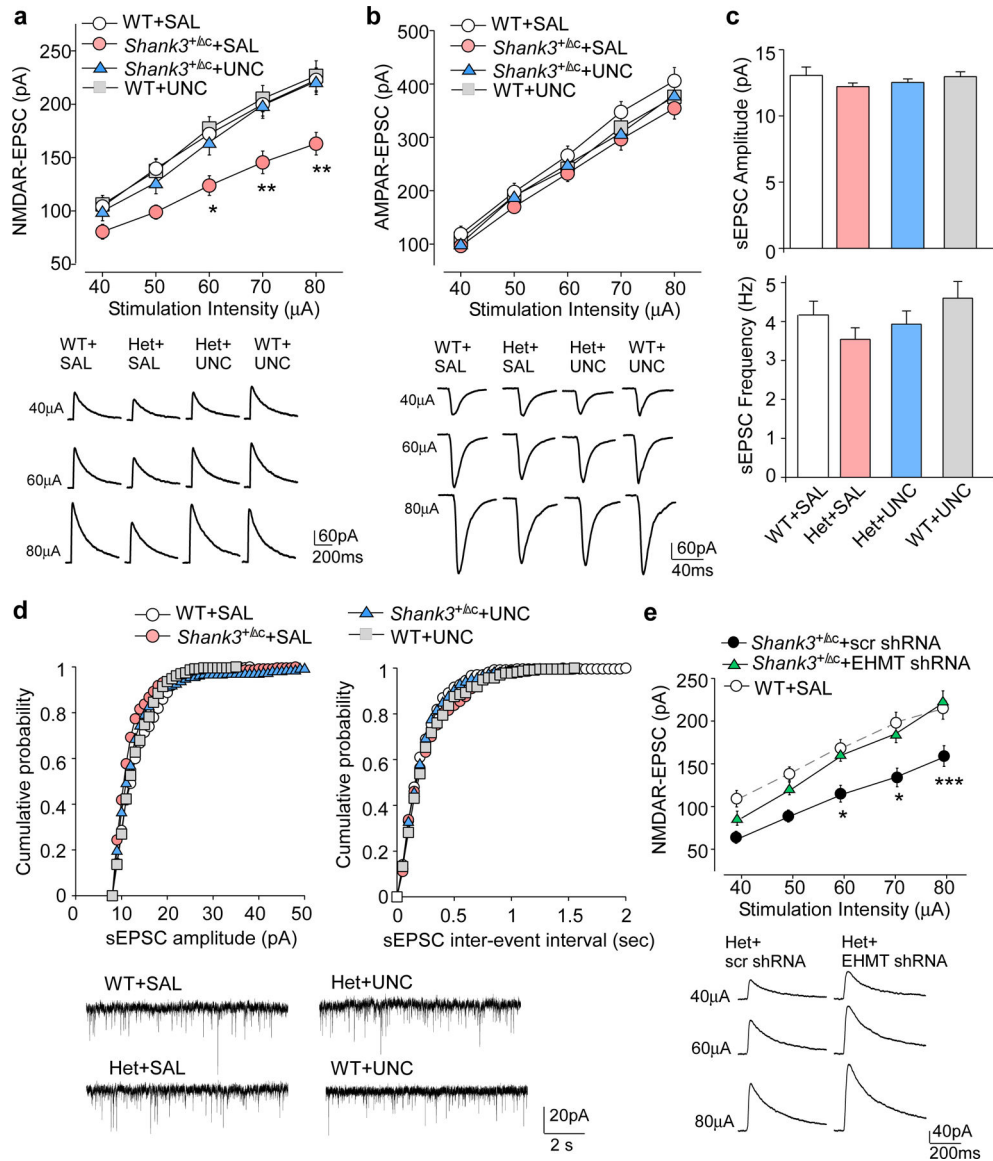 a
WT+SAL
Shank3+/ΔC+SAL
Shank3+/ΔC+UNC
WT+UNC
NMDAR-EPSC (pA)
250
200
150
100
50
*
**
**
40 50 60 70 80
Stimulation Intensity (μA)
WT+ Het+ Het+ WT+
SAL SAL UNC UNC
40μA
60μA
80μA
60pA
200ms
b
WT+SAL
Shank3+/ΔC+SAL
Shank3+/ΔC+UNC
WT+UNC
AMPAR-EPSC (pA)
500
400
300
200
100
40 50 60 70 80
Stimulation Intensity (μA)
WT+ Het+ Het+ WT+
SAL SAL UNC UNC
40μA
60μA
80μA
60pA
40ms
c
sEPSC Amplitude (pA)
15
10
5
0
sEPSC Frequency (Hz)
6
5
4
3
2
1
0
WT+SAL
Het+SAL
Het+UNC
WT+UNC
d
WT+SAL
Shank3+/ΔC+SAL
Shank3+/ΔC+UNC
WT+UNC
Cumulative probability
1
0.8
0.6
0.4
0.2
0
0 10 20 30 40 50
sEPSC amplitude (pA)
Cumulative probability
1
0.8
0.6
0.4
0.2
0
0 0.5 1 1.5 2
sEPSC inter-event interval (sec)
WT+SAL
Het+UNC
Het+SAL
WT+UNC
20pA
2 s
e
Shank3+/ΔC+scr shRNA
Shank3+/ΔC+EHMT shRNA
WT+SAL
NMDAR-EPSC (pA)
250
200
150
100
50
*
*
***
40 50 60 70 80
Stimulation Intensity (μA)
Het+ Het+
scr shRNA EHMT shRNA
40μA
60μA
80μA
40pA
200ms